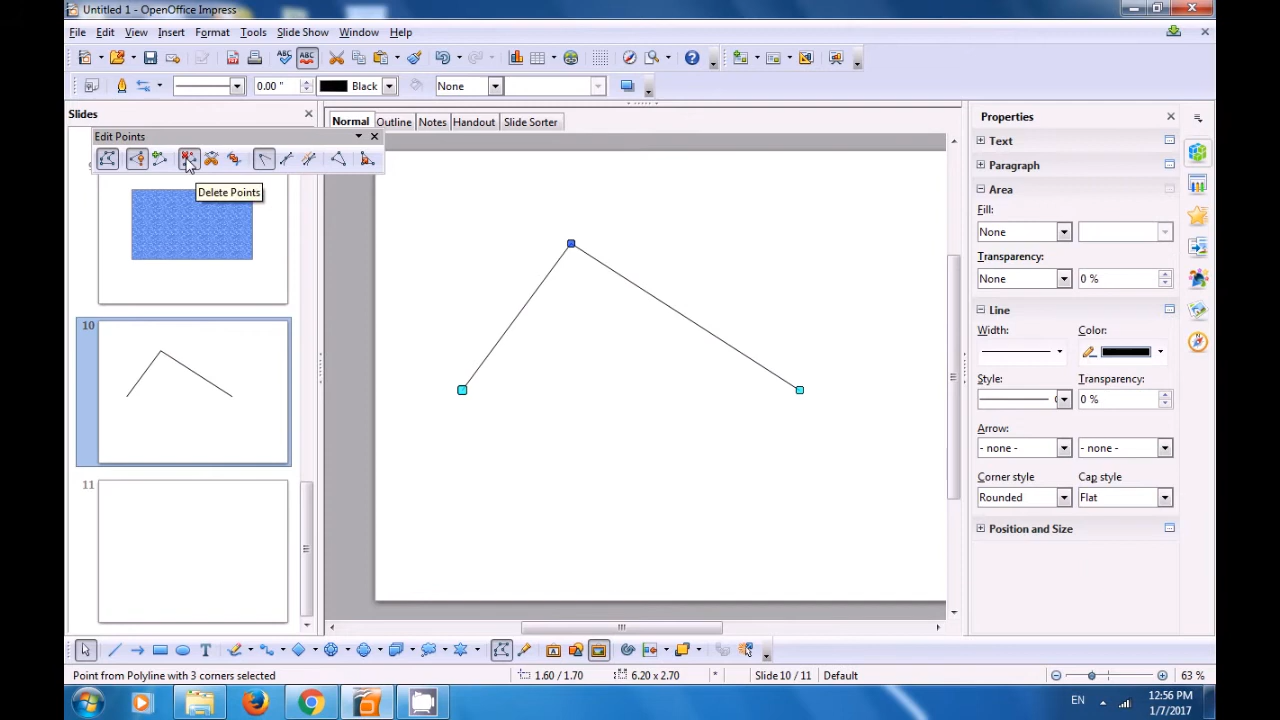 Untitled 1 - OpenOffice Impress
File Edit View Insert Format Tools Slide Show Window Help
0.00 " Black None
Slides
Normal Outline Notes Handout Slide Sorter
Properties
Edit Points
Delete Points
Text
Paragraph
Area
Fill:
None
Transparency:
None 0 %
10
Line
Width: Color:
Style: Transparency:
0 %
Arrow:
- none - - none -
Corner style Cap style
Rounded Flat
11
Position and Size
Point from Polyline with 3 corners selected 1.60 / 1.70 6.20 x 2.70 * Slide 10 / 11 Default 63 %
EN 12:56 PM
1/7/2017